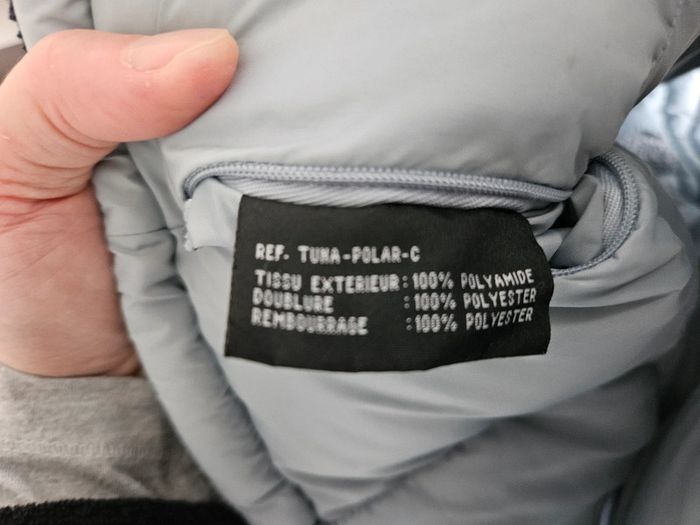 REF. TUNA-POLAR-C
TISSU EXTERIEUR: 100% POLYAMIDE
DOUBLURE : 100% POLYESTER
REMBOURRAGE : 100% POLYESTER